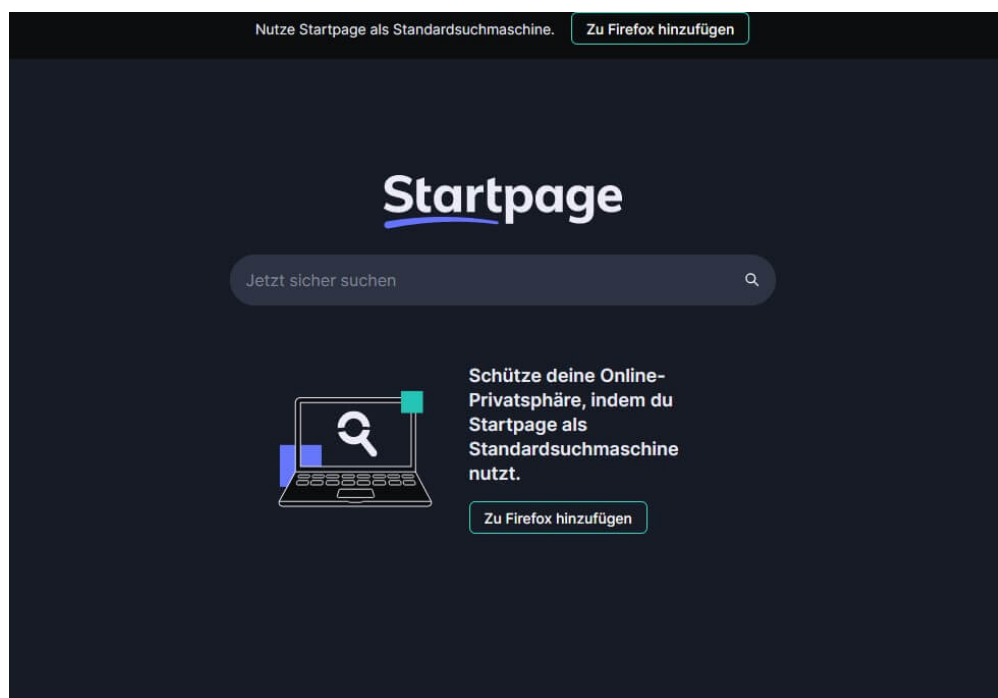 Nutze Startpage als Standardsuchmaschine. Zu Firefox hinzufügen
Startpage
Jetzt sicher suchen
Schütze deine Online-
Privatsphäre, indem du
Startpage als
Standardsuchmaschine
nutzt.
Zu Firefox hinzufügen